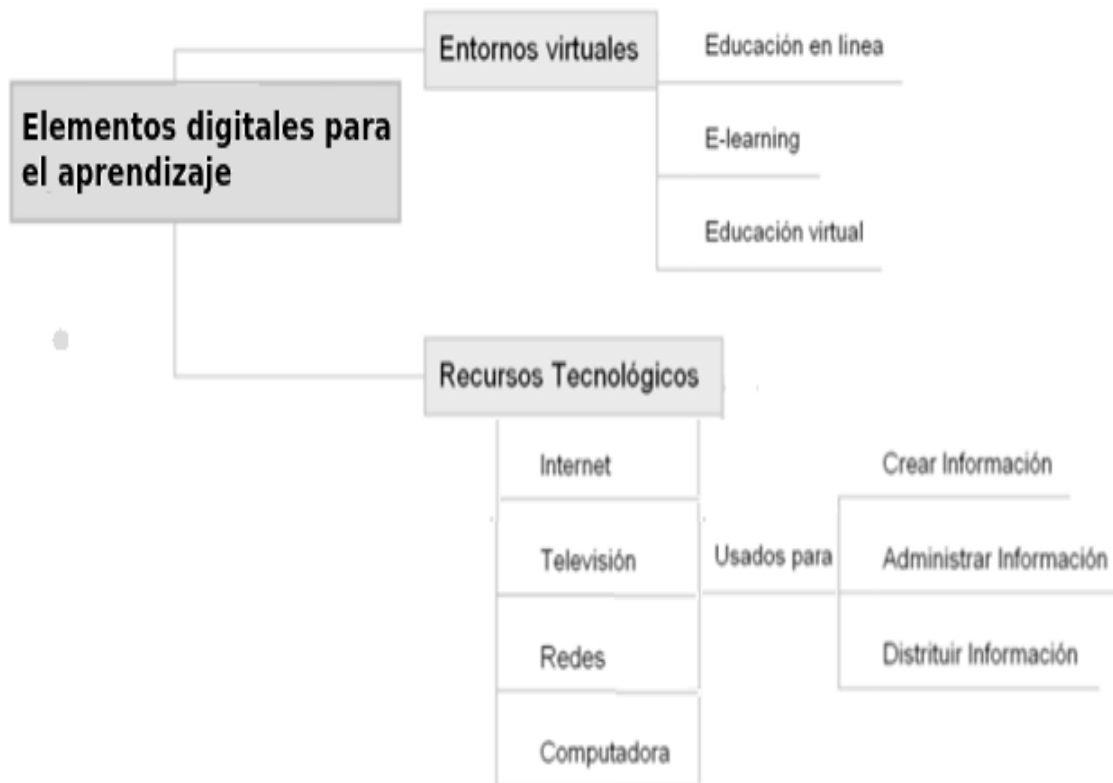 Elementos digitales para
el aprendizaje
Entornos virtuales
Educación en linea
E-learning
Educación virtual
Recursos Tecnológicos
Internet
Televisión
Redes
Computadora
Usados para
Crear Información
Administrar Información
Distrituir Información